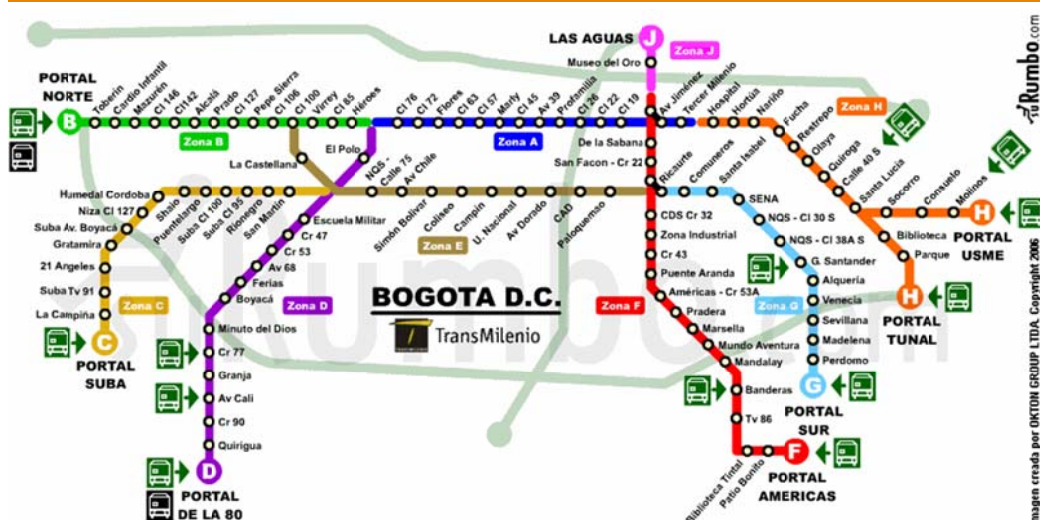 LAS AGUAS
J
Zona J
Museo del Oro
PORTAL
NORTE
B
Toberín
Cardio Infantil
Mazurén
Cl 146
Cl142
Alcalá
Prado
Cl 127
Pepe Sierra
Cl 106
Cl 100
Virrey
Cl 85
Héroes
Zona B
Cl 76
Cl 72
Flores
Cl 63
Cl 57
Marly
Cl 45
Av 39
Profamilia
Cl 26
Cl 22
Cl 19
Zona A
Av Jiménez
Tercer Milenio
Hospital
Hortúa
Nariño
Fucha
Restrepo
Olaya
Quiroga
Calle 40 S
Santa Lucia
Socorro
Consuelo
Molinos
Zona H
H
PORTAL
USME
Biblioteca
Parque
H
PORTAL
TUNAL
De la Sabana
San Facon - Cr 22
Ricaurte
Comuneros
Santa Isabel
SENA
NQS - Cl 30 S
NQS - Cl 38A S
G. Santander
Alquería
Venecia
Sevillana
Madelena
Perdomo
Zona G
G
PORTAL
SUR
CDS Cr 32
Zona Industrial
Cr 43
Puente Aranda
Américas - Cr 53A
Pradera
Marsella
Mundo Aventura
Mandalay
Banderas
Tv 86
Biblioteca Tintal
Patio Bonito
Zona F
F
PORTAL
AMERICAS
La Castellana
El Polo
NQS -
Calle 75
Av Chile
Simón Bolívar
Coliseo
Campín
U. Nacional
Av Dorado
CAD
Paloquemao
Zona E
Humedal Cordoba
Niza Cl 127
Suba Av. Boyacá
Gratamira
21 Angeles
Suba Tv 91
La Campiña
Shaio
Puentelargo
Suba Cl 100
Suba Cl 95
Rionegro
San Martin
Zona C
C
PORTAL
SUBA
Escuela Militar
Cr 47
Cr 53
Av 68
Ferias
Boyacá
Minuto del Dios
Cr 77
Granja
Av Cali
Cr 90
Quirigua
Zona D
D
PORTAL
DE LA 80
BOGOTA D.C.
TransMilenio
Rumbo.com
Imagen creada por OKTON GROUP LTDA. Copyright 2006